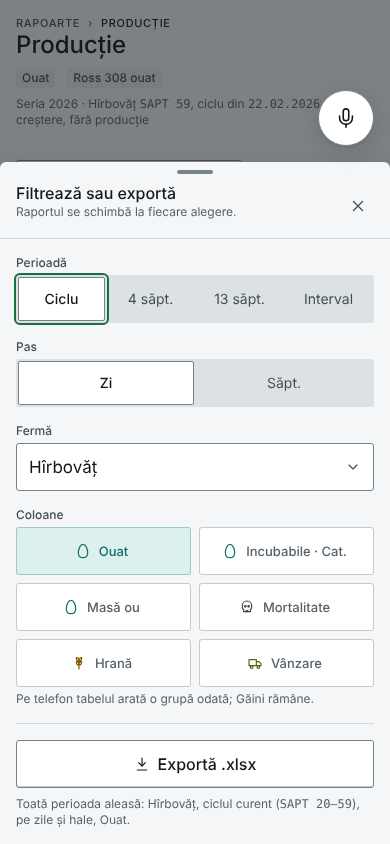 RAPOARTE › PRODUCȚIE
Producție
Ouat Ross 308 ouat
Seria 2026 · Hîrbovăț SAPT 59, ciclu din 22.02.2026
creștere, fără producție
Filtrează sau exportă
Raportul se schimbă la fiecare alegere.
Perioadă
Ciclu 4 săpt. 13 săpt. Interval
Pas
Zi Săpt.
Fermă
Hîrbovăț
Coloane
Ouat Incubabile · Cat.
Masă ou Mortalitate
Hrană Vânzare
Pe telefon tabelul arată o grupă odată; Găini rămâne.
Exportă .xlsx
Toată perioada aleasă: Hîrbovăț, ciclul curent (SAPT 20–59),
pe zile și hale, Ouat.